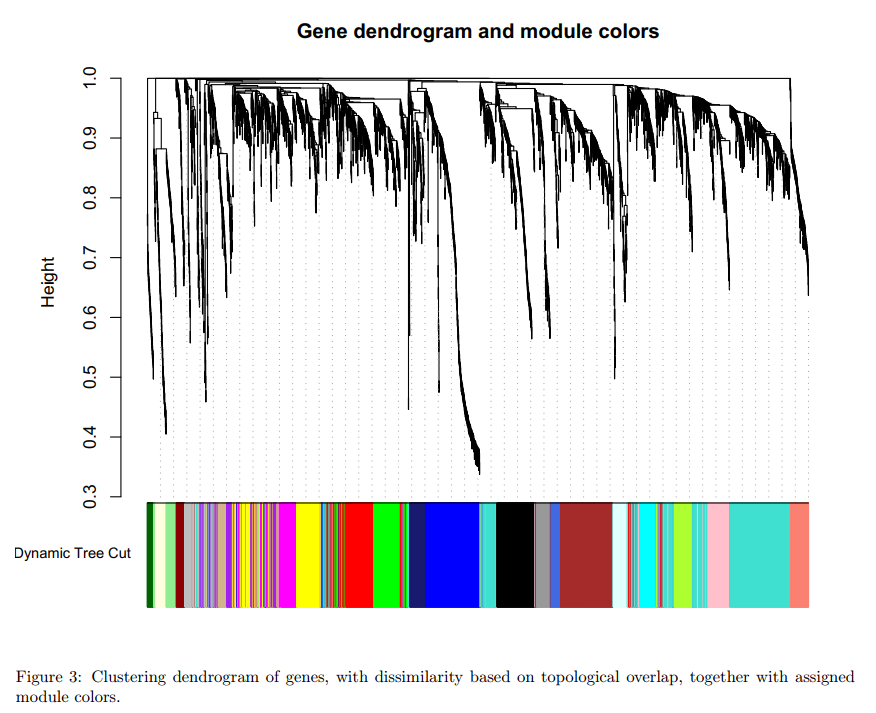 Gene dendrogram and module colors
1.0
0.9
0.8
0.7
0.6
0.5
0.4
0.3
Height
Dynamic Tree Cut
Figure 3: Clustering dendrogram of genes, with dissimilarity based on topological overlap, together with assigned
module colors.